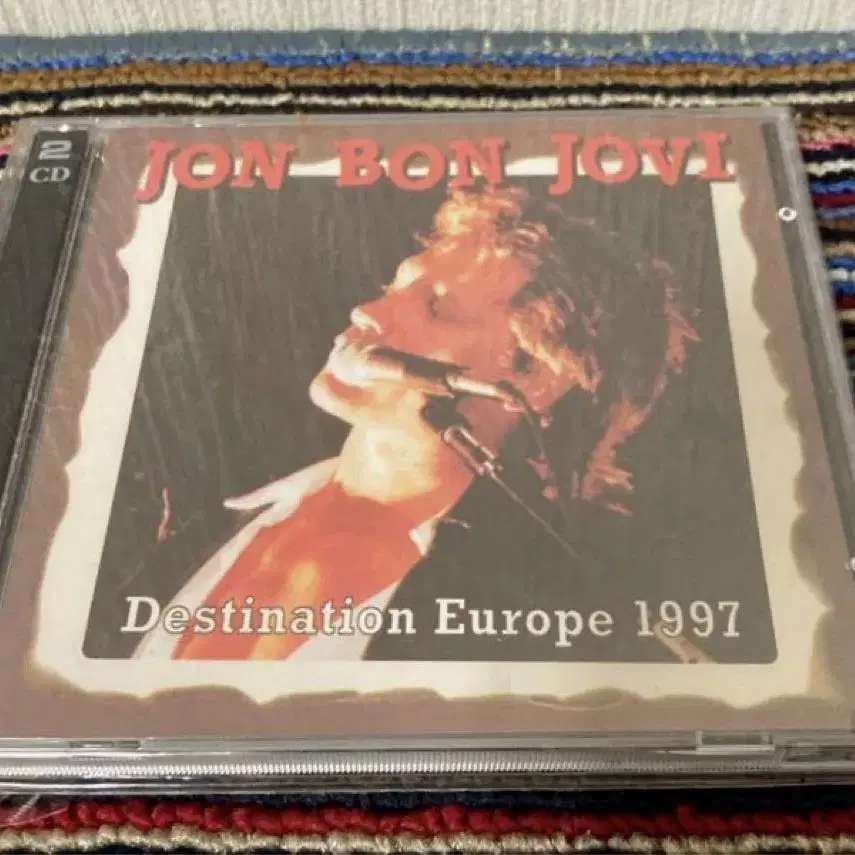 2
CD
JON BON JOVI
Destination Europe 1997